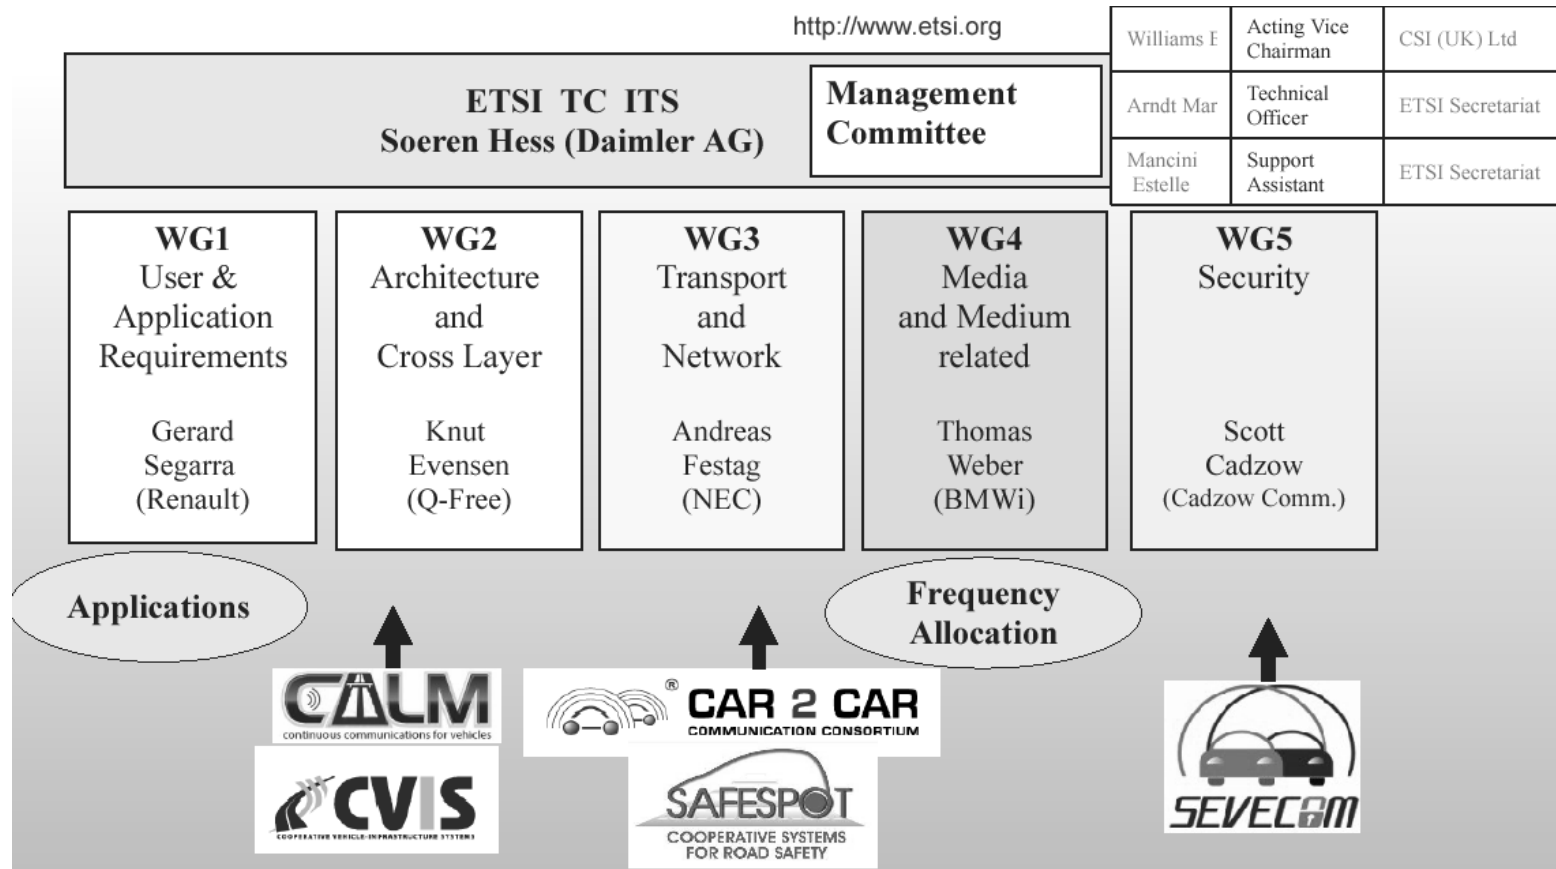 http://www.etsi.org
Williams E
Acting Vice
Chairman
CSI (UK) Ltd
Arndt Mar
Technical
Officer
ETSI Secretariat
Mancini
Estelle
Support
Assistant
ETSI Secretariat
ETSI TC ITS
Soeren Hess (Daimler AG)
Management
Committee
WG1
User &
Application
Requirements
Gerard
Segarra
(Renault)
WG2
Architecture
and
Cross Layer
Knut
Evensen
(Q-Free)
WG3
Transport
and
Network
Andreas
Festag
(NEC)
WG4
Media
and Medium
related
Thomas
Weber
(BMWi)
WG5
Security
Scott
Cadzow
(Cadzow Comm.)
Applications
Frequency
Allocation
CALM
continuous communications for vehicles
CVIS
COOPERATIVE VEHICLE-INFRASTRUCTURE SYSTEMS
® CAR 2 CAR
COMMUNICATION CONSORTIUM
SAFESPOT
COOPERATIVE SYSTEMS
FOR ROAD SAFETY
SEVECOM